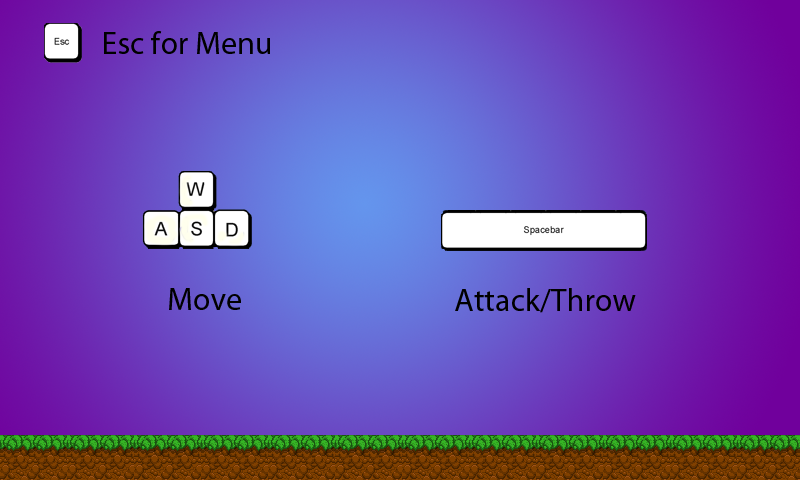 Esc
Esc for Menu
W
A S D
Spacebar
Move
Attack/Throw